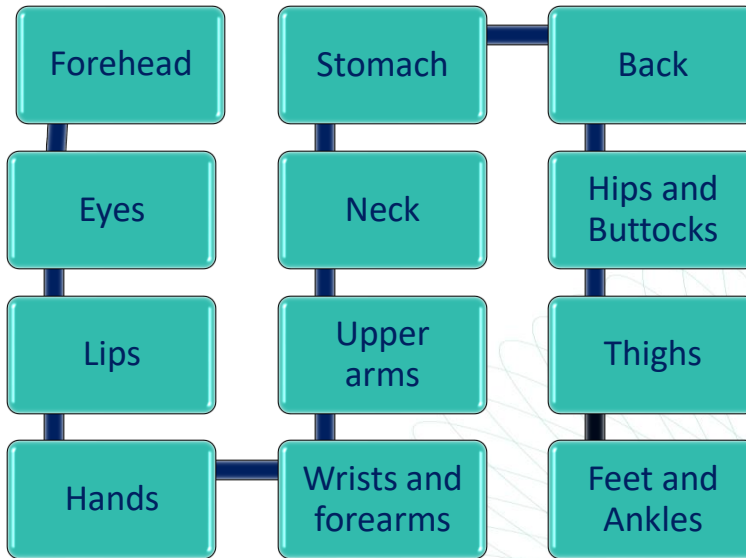 Forehead
Eyes
Lips
Hands
Wrists and
forearms
Upper
arms
Neck
Stomach
Back
Hips and
Buttocks
Thighs
Feet and
Ankles